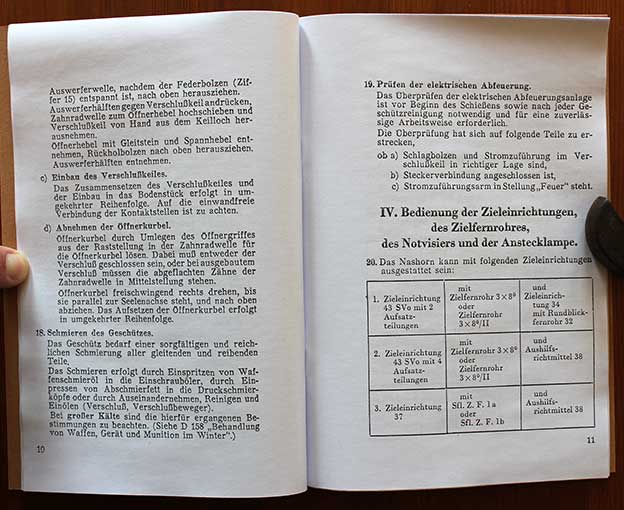 Auswerferwelle, nachdem der Federbolzen (Zif-
fer 15) entspannt ist, nach oben herausziehen.
Auswerferhälften gegen Verschlußkeil andrücken,
Zahnradwelle zum Öffnerhebel hochschieben und
Verschlußkeil von Hand aus dem Keilloch her-
ausnehmen.
Öffnerhebel mit Gleitstein und Spannhebel ent-
nehmen, Rückholbolzen nach oben herausziehen.
Auswerferhälften entnehmen.
c) Einbau des Verschlußkeiles.
Das Zusammensetzen des Verschlußkeiles und
der Einbau in das Bodenstück erfolgt in um-
gekehrter Reihenfolge. Auf die einwandfreie
Verbindung der Kontaktstellen ist zu achten.
d) Abnehmen der Öffnerkurbel.
Öffnerkurbel durch Umlegen des Öffnergriffes
aus der Raststellung in der Zahnradwelle für
die Öffnerkurbel lösen. Dabei muß entweder der
Verschluß geschlossen sein, oder bei ausgebautem
Verschluß müssen die abgeflachten Zähne der
Zahnradwelle in Mittelstellung stehen.
Öffnerkurbel freischwingend rechts drehen, bis
sie parallel zur Seelenachse steht, und nach oben
abziehen. Das Aufsetzen der Öffnerkurbel erfolgt
in umgekehrter Reihenfolge.
18. Schmieren des Geschützes.
Das Geschütz bedarf einer sorgfältigen und reich-
lichen Schmierung aller gleitenden und reibenden
Teile.
Das Schmieren erfolgt durch Einspritzen von Waf-
fenschmieröl in die Einschrauböler, durch Ein-
pressen von Abschmierfett in die Druckschmier-
köpfe oder durch Auseinandernehmen, Reinigen und
Einölen (Verschluß, Verschlußbeweger).
Bei großer Kälte sind die hierfür ergangenen Be-
stimmungen zu beachten. (Siehe D 158 „Behandlung
von Waffen, Gerät und Munition im Winter“.)
10
19. Prüfen der elektrischen Abfeuerung.
Das Überprüfen der elektrischen Abfeuerungsanlage
ist vor Beginn des Schießens sowie nach jeder Ge-
schützreinigung notwendig und für eine zuverläs-
sige Arbeitsweise erforderlich.
Die Überprüfung hat sich auf folgende Teile zu er-
strecken,
ob a) Schlagbolzen und Stromzuführung im Ver-
schlußkeil in richtiger Lage sind,
b) Steckerverbindung angeschlossen ist,
c) Stromzuführungsarm in Stellung „Feuer“ steht.
IV. Bedienung der Zieleinrichtungen,
des Zielfernrohres,
des Notvisiers und der Ansteckl­ampe.
20. Das Nashorn kann mit folgenden Zieleinrichtungen
ausgestattet sein:
1. Zieleinrichtung
43 SVo mit 2
Aufsatz-
teilungen
mit
Zielfernrohr 3×8°
oder
Zielfernrohr
3×8°/II
und
Zieleinrich-
tung 34
mit Rundblick-
fernrohr 32
2. Zieleinrichtung
43 SVo mit 4
Aufsatz-
teilungen
mit
Zielfernrohr 3×8°
oder
Zielfernrohr
3×8°/II
und
Aushilfs-
richtmittel 38
3. Zieleinrichtung
37
mit
Sfl. Z. F. 1a
oder
Sfl. Z. F. 1b
und
Aushilfs-
richtmittel 38
11